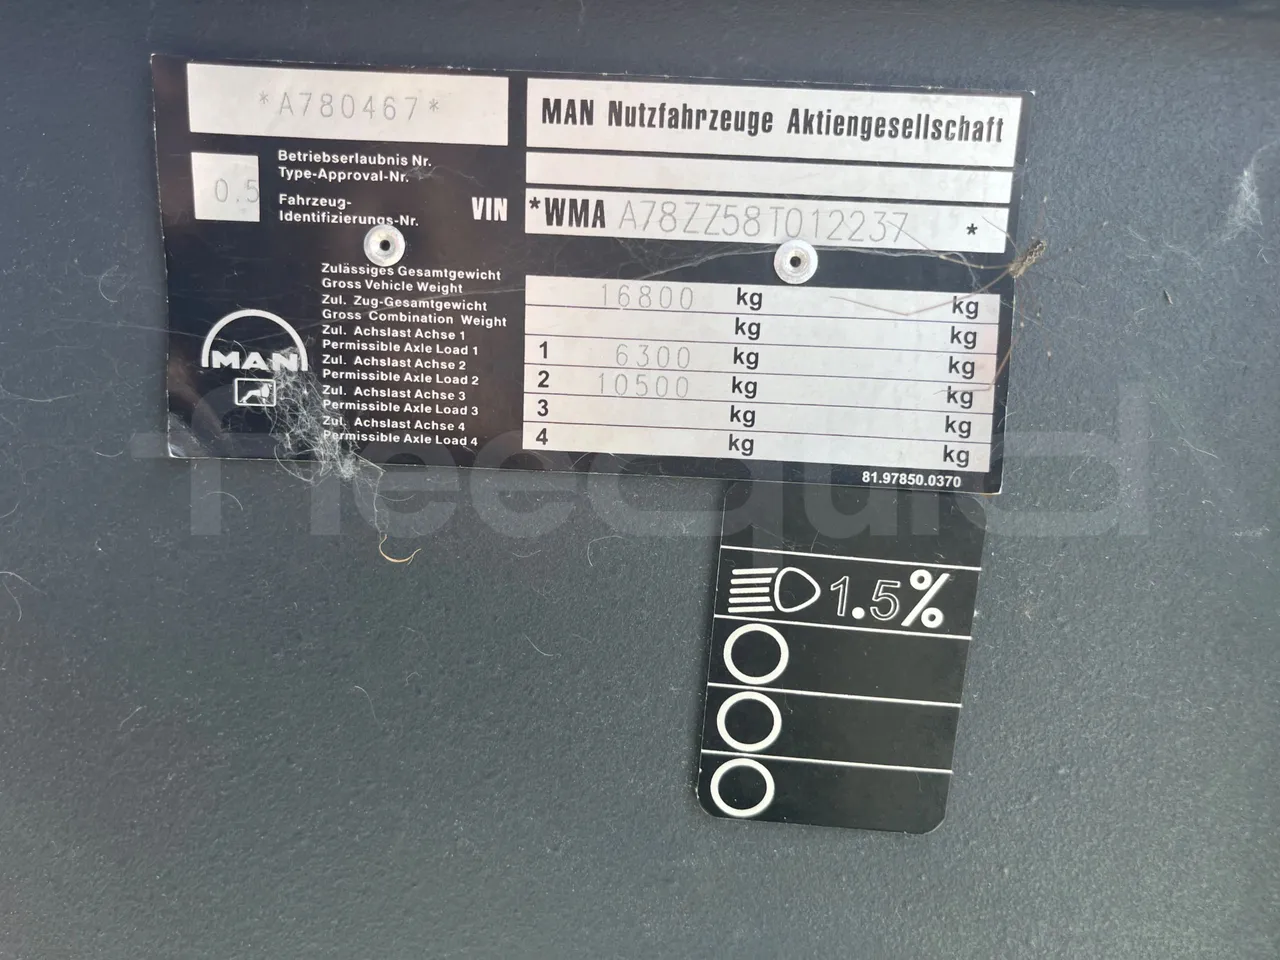 *A780467*
MAN Nutzfahrzeuge Aktiengesellschaft
0.5
Betriebserlaubnis Nr.
Type-Approval-Nr.
Fahrzeug-
Identifizierungs-Nr.
VIN
*WMA A78ZZ58T012237 *
Zulässiges Gesamtgewicht
Gross Vehicle Weight
16800 kg kg
Zul. Zug-Gesamtgewicht
Gross Combination Weight
kg kg
Zul. Achslast Achse 1
Permissible Axle Load 1
1 6300 kg kg
Zul. Achslast Achse 2
Permissible Axle Load 2
2 10500 kg kg
Zul. Achslast Achse 3
Permissible Axle Load 3
3 kg kg
Zul. Achslast Achse 4
Permissible Axle Load 4
4 kg kg
MAN
81.97850.0370
1.5%